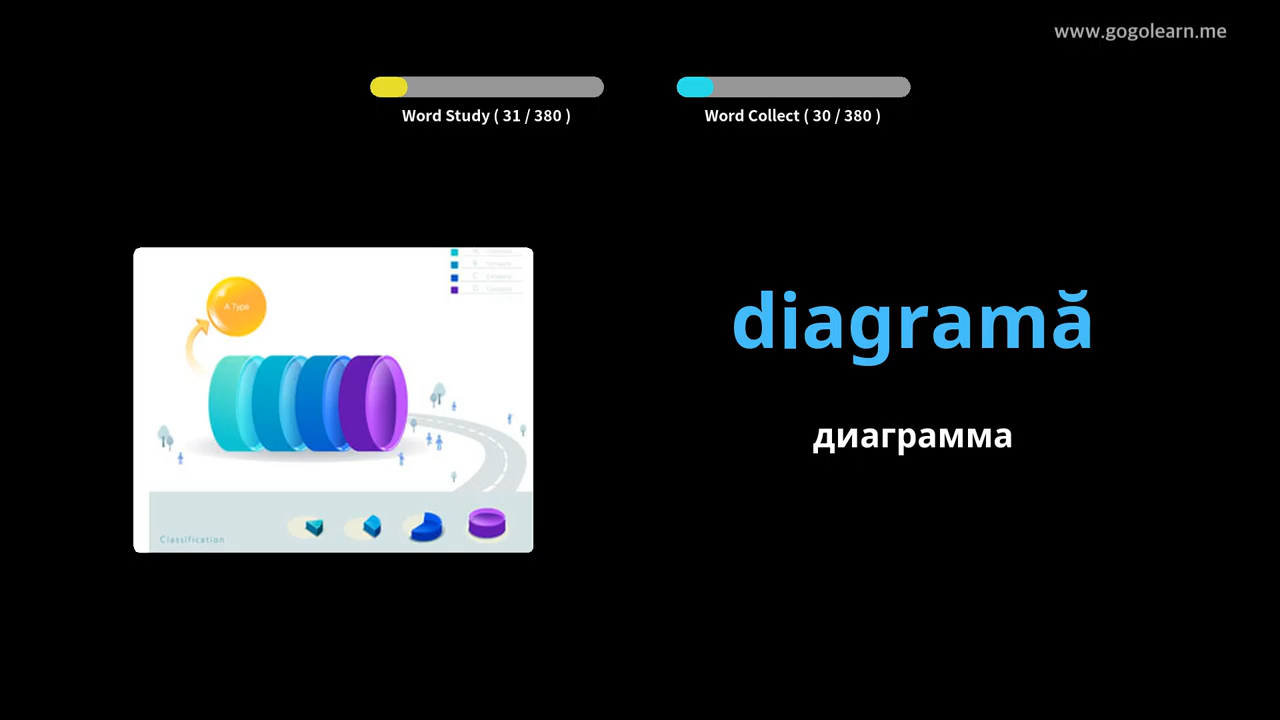 www.gogolearn.me
Word Study ( 31 / 380 )
Word Collect ( 30 / 380 )
A Type
B
C
D
diagramă
диаграмма
Classification